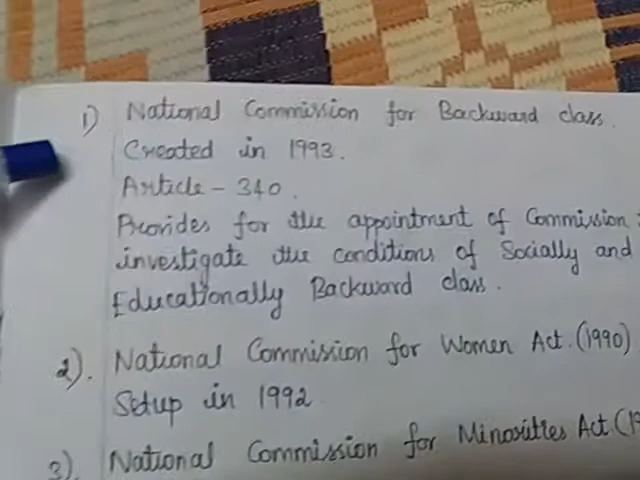 1) National Commission for Backward class.
Created in 1993.
Article - 340.
Provides for the appointment of Commission
investigate the conditions of Socially and
Educationally Backward class.
2). National Commission for Women Act. (1990)
Setup in 1992
3) National Commission for Minorities Act (19